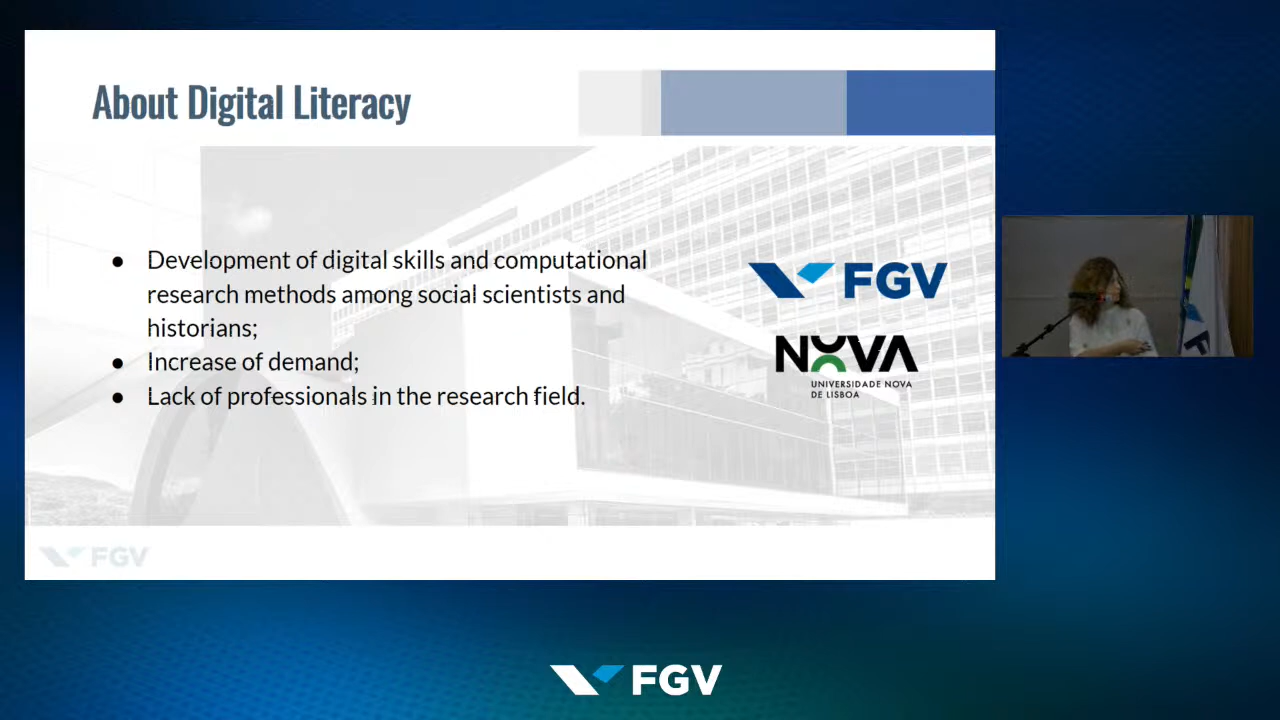 About Digital Literacy
● Development of digital skills and computational
research methods among social scientists and
historians;
● Increase of demand;
● Lack of professionals in the research field.
FGV
NOVA
UNIVERSIDADE NOVA
DE LISBOA
FGV
FGV